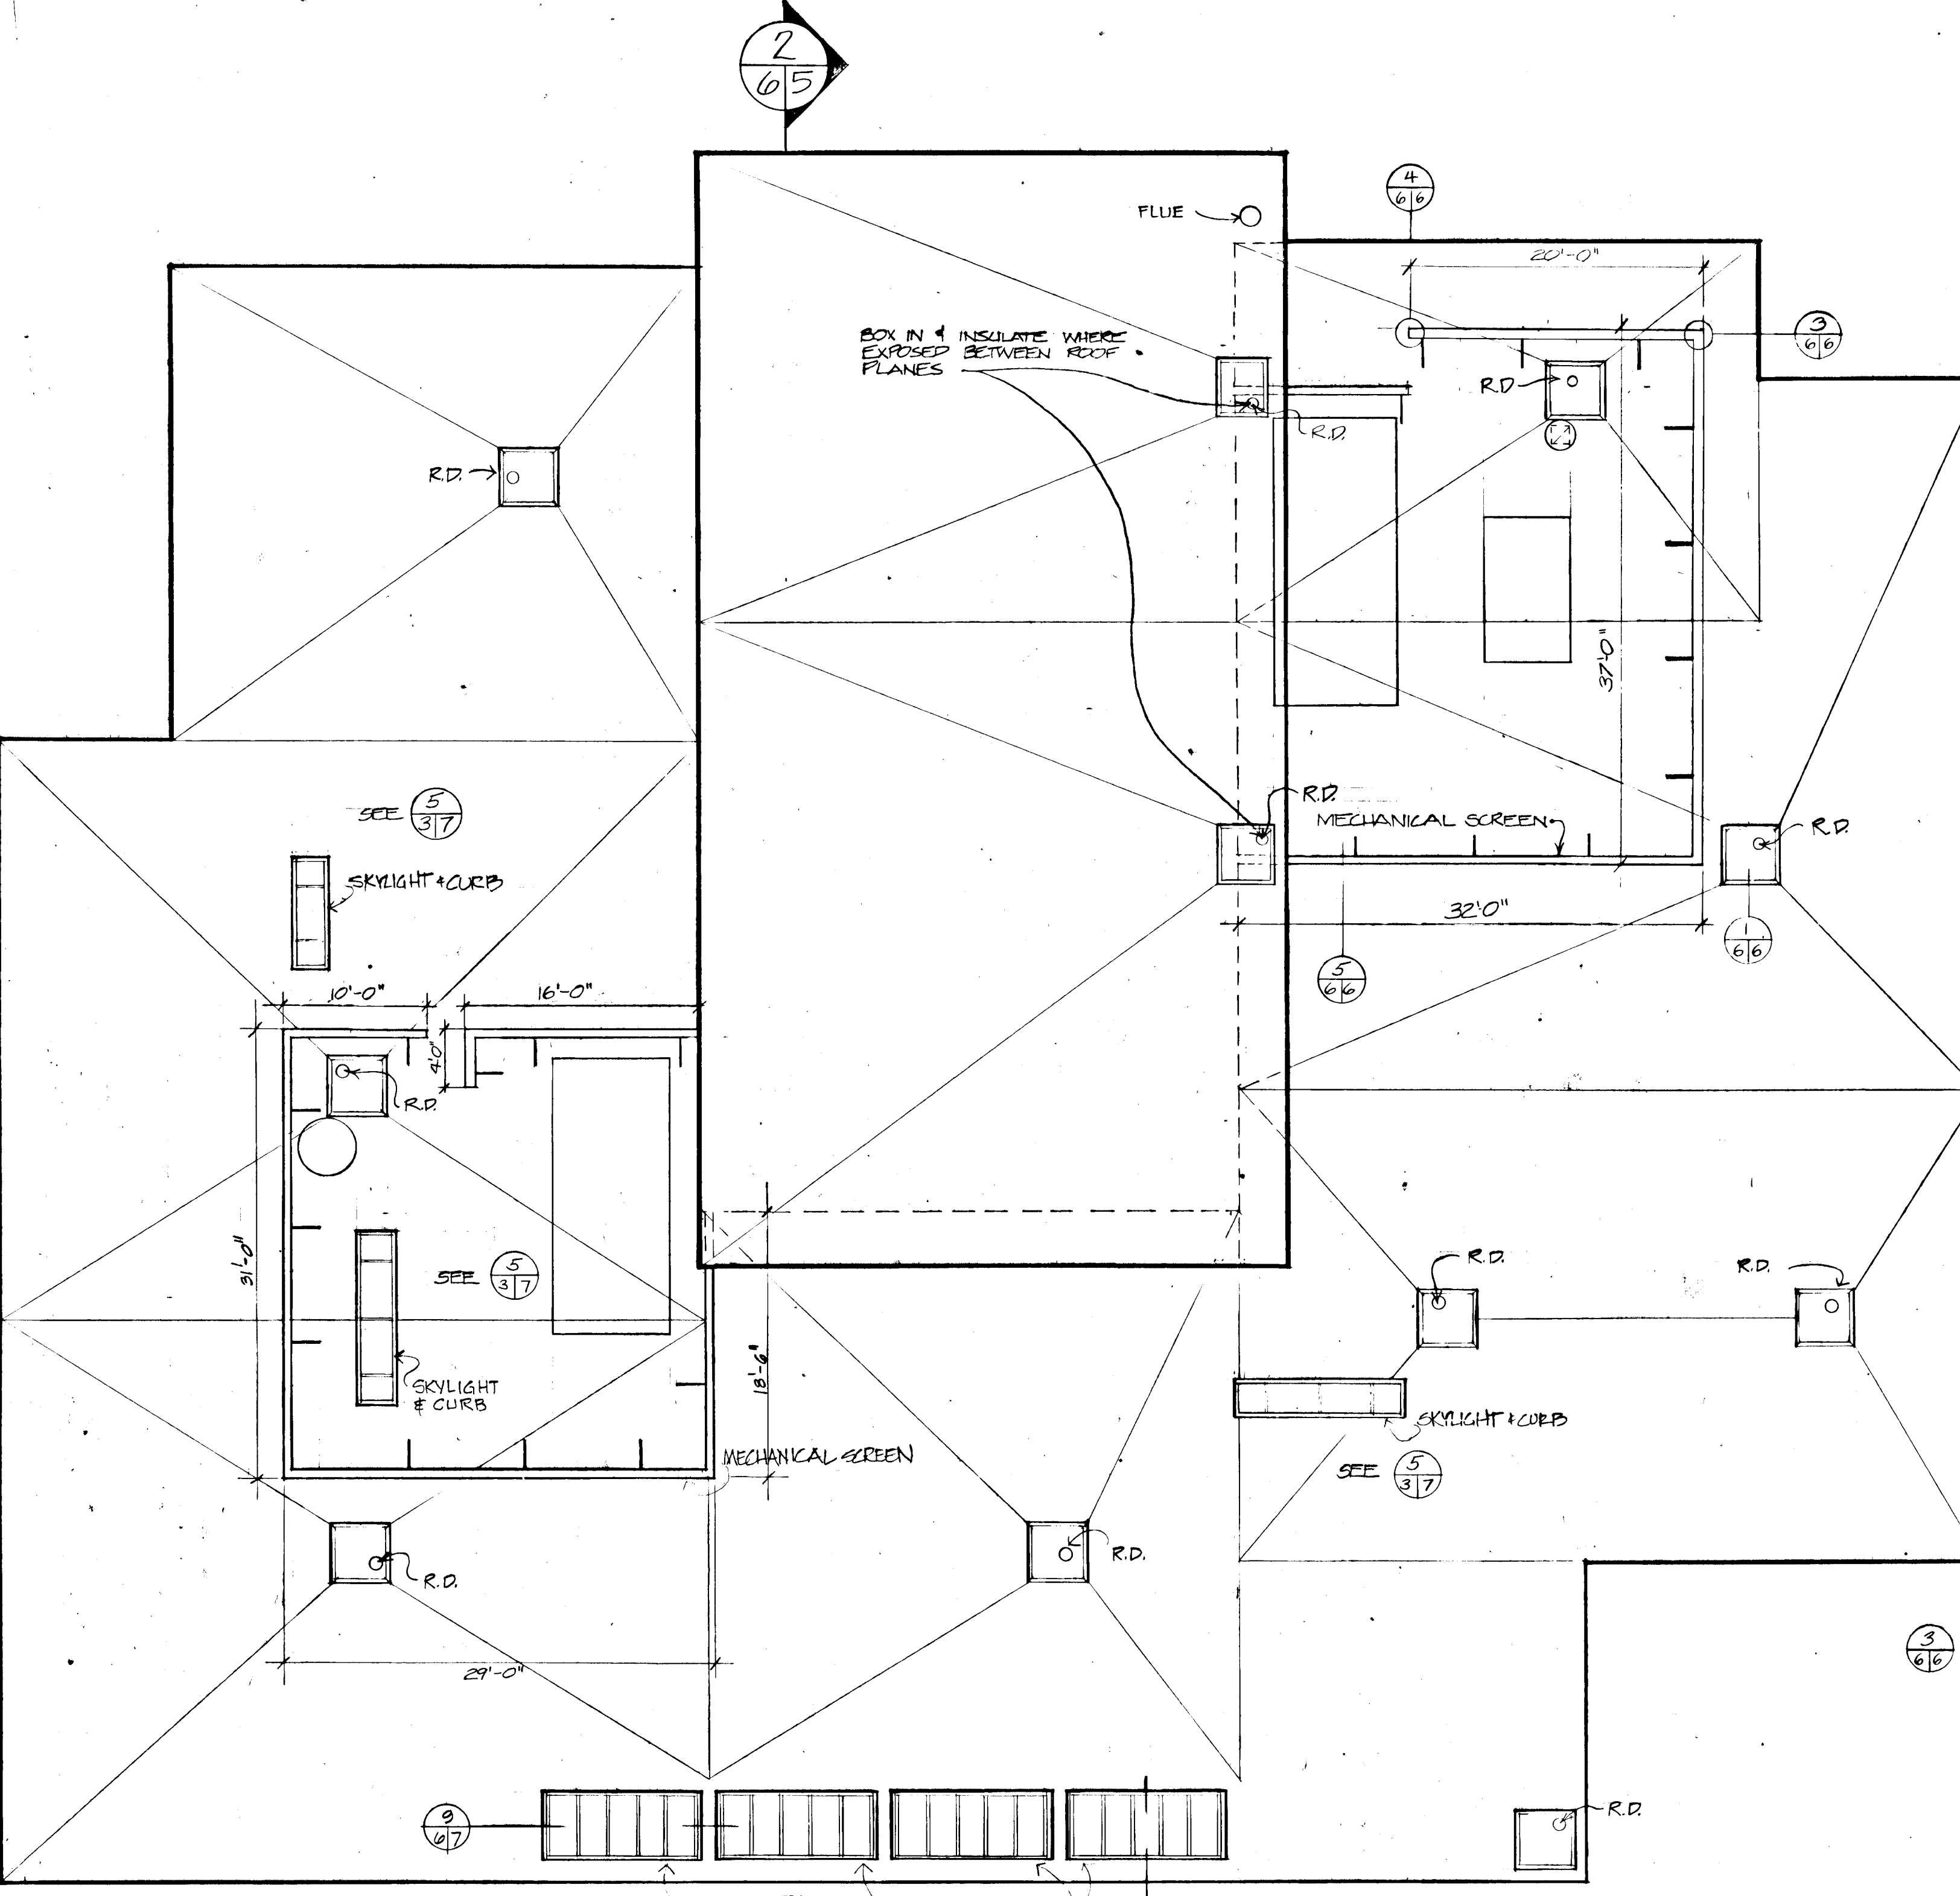 2
6 5
4
6 6
FLUE
20'-0"
3
6 6
BOX IN & INSULATE WHERE
EXPOSED BETWEEN ROOF
PLANES
R.D.
R.D.
R.D
37'-0"
SEE 5
3 7
SKYLIGHT & CURB
R.D.
MECHANICAL SCREEN
R.D.
32'0"
1
6 6
5
6 6
10'-0"
16'-0"
4'0"
R.D.
31'-0"
SEE 5
3 7
R.D.
R.D.
18'-6"
SKYLIGHT
& CURB
SKYLIGHT & CURB
MECHANICAL SCREEN
SEE 5
3 7
R.D.
R.D.
29'-0"
3
6 6
9
6 7
R.D.